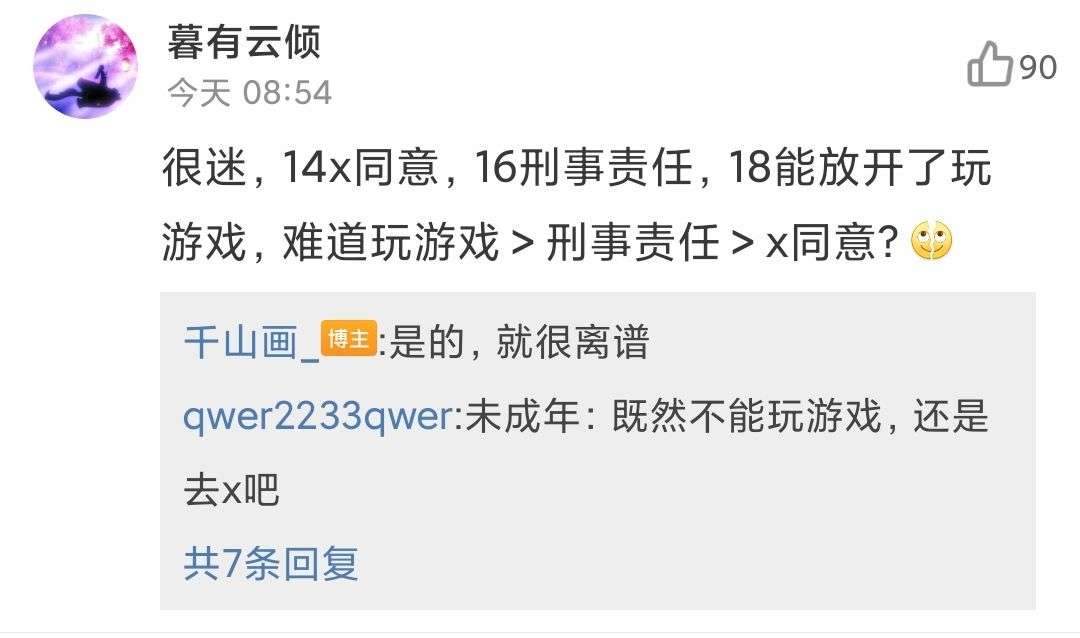 暮有云倾
今天 08:54
90
很迷，14x同意，16刑事责任，18能放开了玩
游戏，难道玩游戏＞刑事责任＞x同意？
千山画_博主:是的，就很离谱
qwer2233qwer:未成年：既然不能玩游戏，还是
去x吧
共7条回复